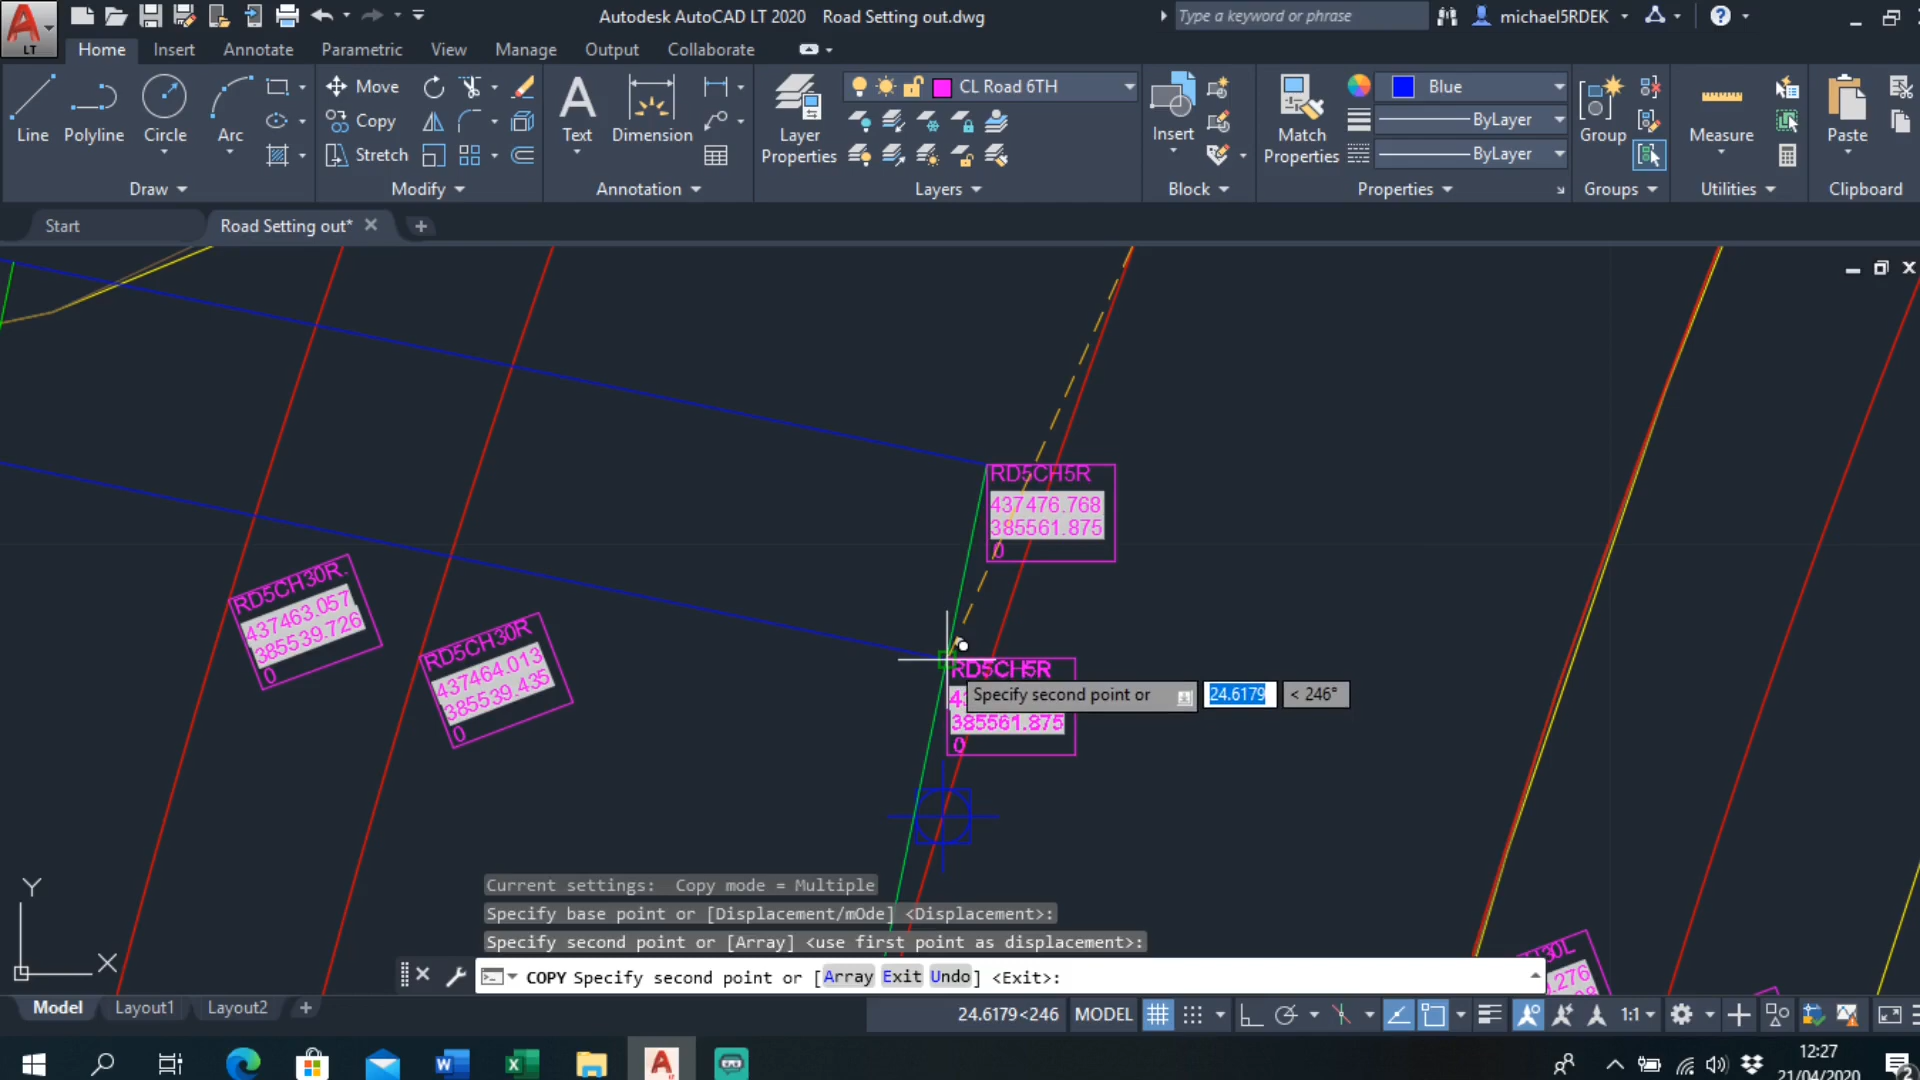 Autodesk AutoCAD LT 2020 Road Setting out.dwg
Type a keyword or phrase
michael5RDEK
LT
Home Insert Annotate Parametric View Manage Output Collaborate
Line Polyline Circle Arc
Move
Copy
Stretch
Text Dimension
Layer Properties
CL Road 6TH
Insert
Match Properties
Blue
ByLayer
ByLayer
Group
Measure
Paste
Draw Modify Annotation Layers Block Properties Groups Utilities Clipboard
Start
Road Setting out*
RD5CH5R
437476.768
385561.875
0
RD5CH30R.
437463.057
385539.726
0
RD5CH30R
437464.013
385539.435
0
RD5CH5R
385561.875
0
Specify second point or
24.6179
< 246°
Y
X
Current settings: Copy mode = Multiple
Specify base point or [Displacement/mOde] <Displacement>:
Specify second point or [Array] <use first point as displacement>:
COPY Specify second point or [Array Exit Undo] <Exit>:
Model Layout1 Layout2
24.6179<246 MODEL
1:1
12:27
21/04/2020
2